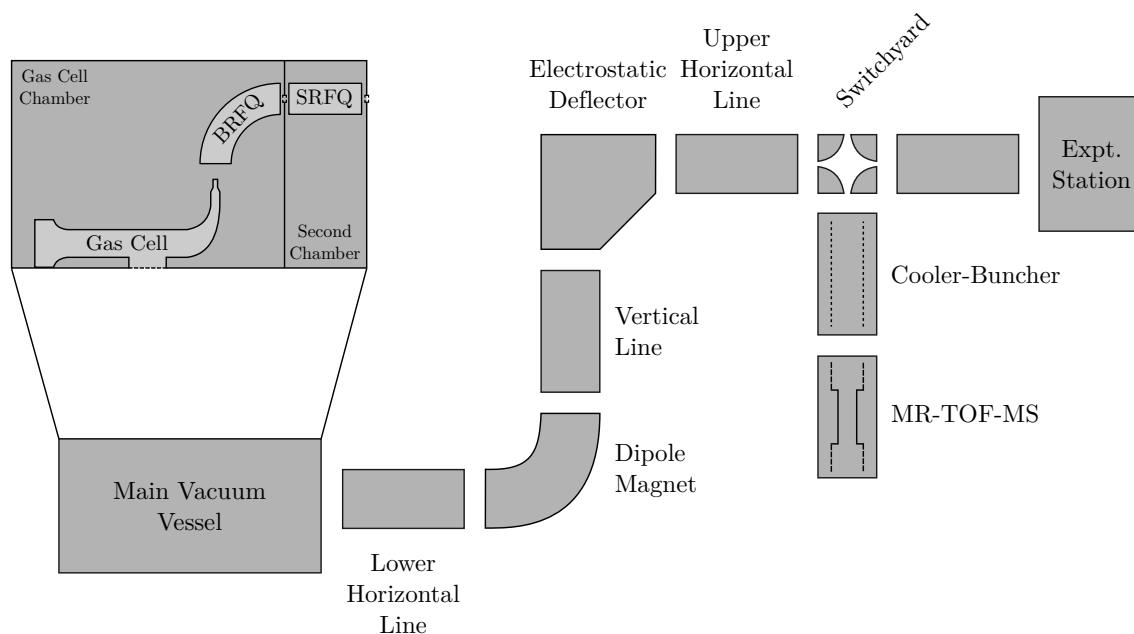 Gas Cell
Chamber
BRFQ
SRFQ
Gas Cell
Second
Chamber
Main Vacuum
Vessel
Lower
Horizontal
Line
Dipole
Magnet
Vertical
Line
Electrostatic
Deflector
Upper
Horizontal
Line
Switchyard
Expt.
Station
Cooler-Buncher
MR-TOF-MS